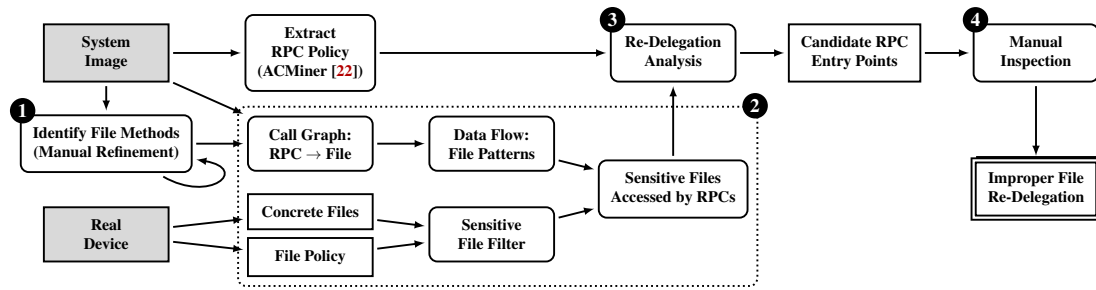 System
Image
Extract
RPC Policy
(ACMiner [22])
3
Re-Delegation
Analysis
Candidate RPC
Entry Points
4
Manual
Inspection
1
Identify File Methods
(Manual Refinement)
2
Call Graph:
RPC → File
Data Flow:
File Patterns
Sensitive Files
Accessed by RPCs
Improper File
Re-Delegation
Real
Device
Concrete Files
File Policy
Sensitive
File Filter